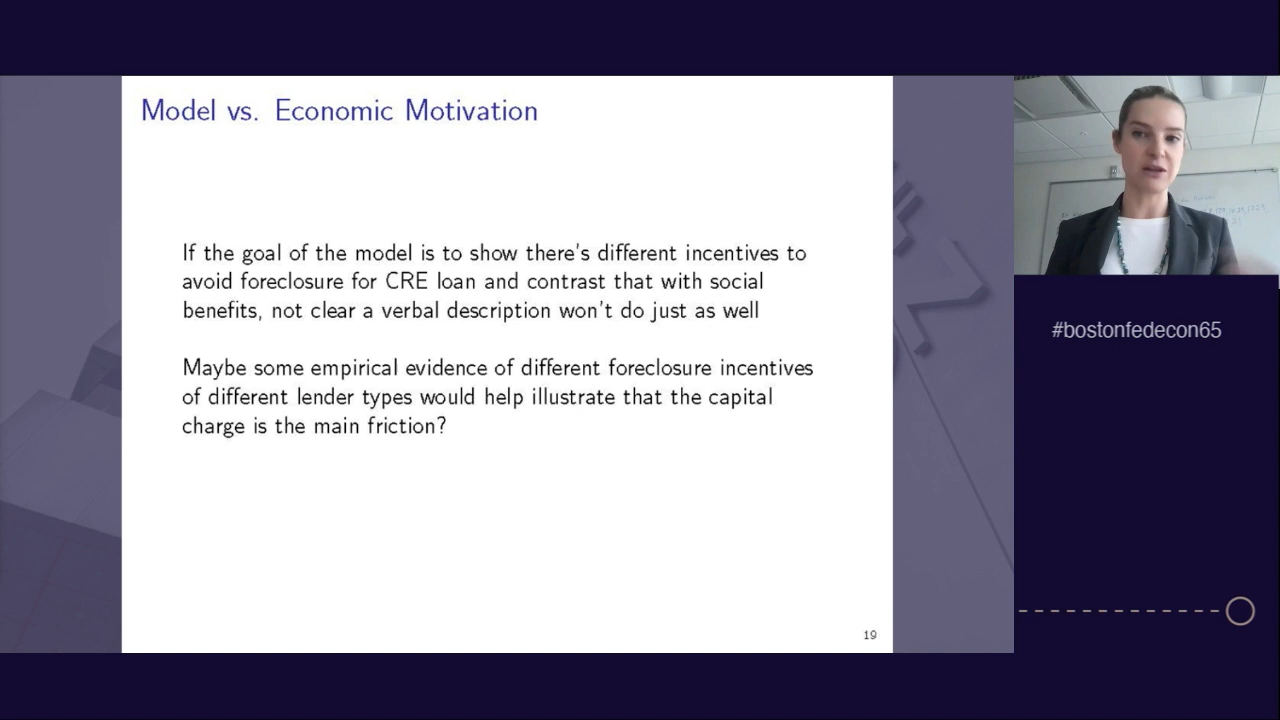 Model vs. Economic Motivation
If the goal of the model is to show there's different incentives to
avoid foreclosure for CRE loan and contrast that with social
benefits, not clear a verbal description won't do just as well
Maybe some empirical evidence of different foreclosure incentives
of different lender types would help illustrate that the capital
charge is the main friction?
19
#bostonfedecon65